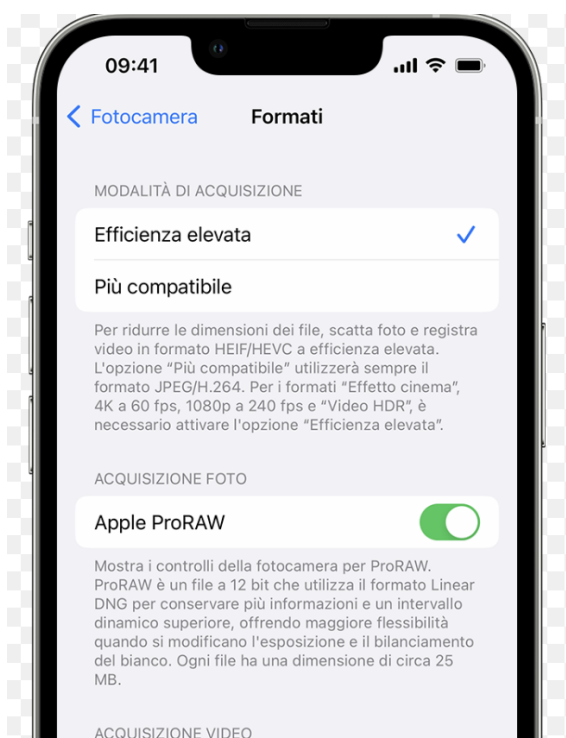 09:41
Fotocamera Formati
MODALITÀ DI ACQUISIZIONE
Efficienza elevata
Più compatibile
Per ridurre le dimensioni dei file, scatta foto e registra
video in formato HEIF/HEVC a efficienza elevata.
L'opzione “Più compatibile” utilizzerà sempre il
formato JPEG/H.264. Per i formati “Effetto cinema”,
4K a 60 fps, 1080p a 240 fps e “Video HDR”, è
necessario attivare l'opzione “Efficienza elevata”.
ACQUISIZIONE FOTO
Apple ProRAW
Mostra i controlli della fotocamera per ProRAW.
ProRAW è un file a 12 bit che utilizza il formato Linear
DNG per conservare più informazioni e un intervallo
dinamico superiore, offrendo maggiore flessibilità
quando si modificano l'esposizione e il bilanciamento
del bianco. Ogni file ha una dimensione di circa 25
MB.
ACQUISIZIONE VIDEO